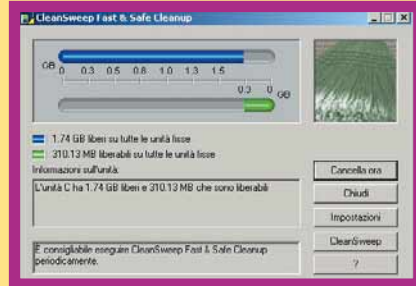 CleanSweep Fast & Safe Cleanup
GB
0 0.3 0.5 0.8 1.0 1.3 1.5
0.3 0 GB
1.74 GB liberi su tutte le unità fisse
310.13 MB liberabili su tutte le unità fisse
Informazioni sull'unità:
L'unità C ha 1.74 GB liberi e 310.13 MB che sono liberabili
È consigliabile eseguire CleanSweep Fast & Safe Cleanup
periodicamente.
Cancella ora
Chiudi
Impostazioni
CleanSweep
?